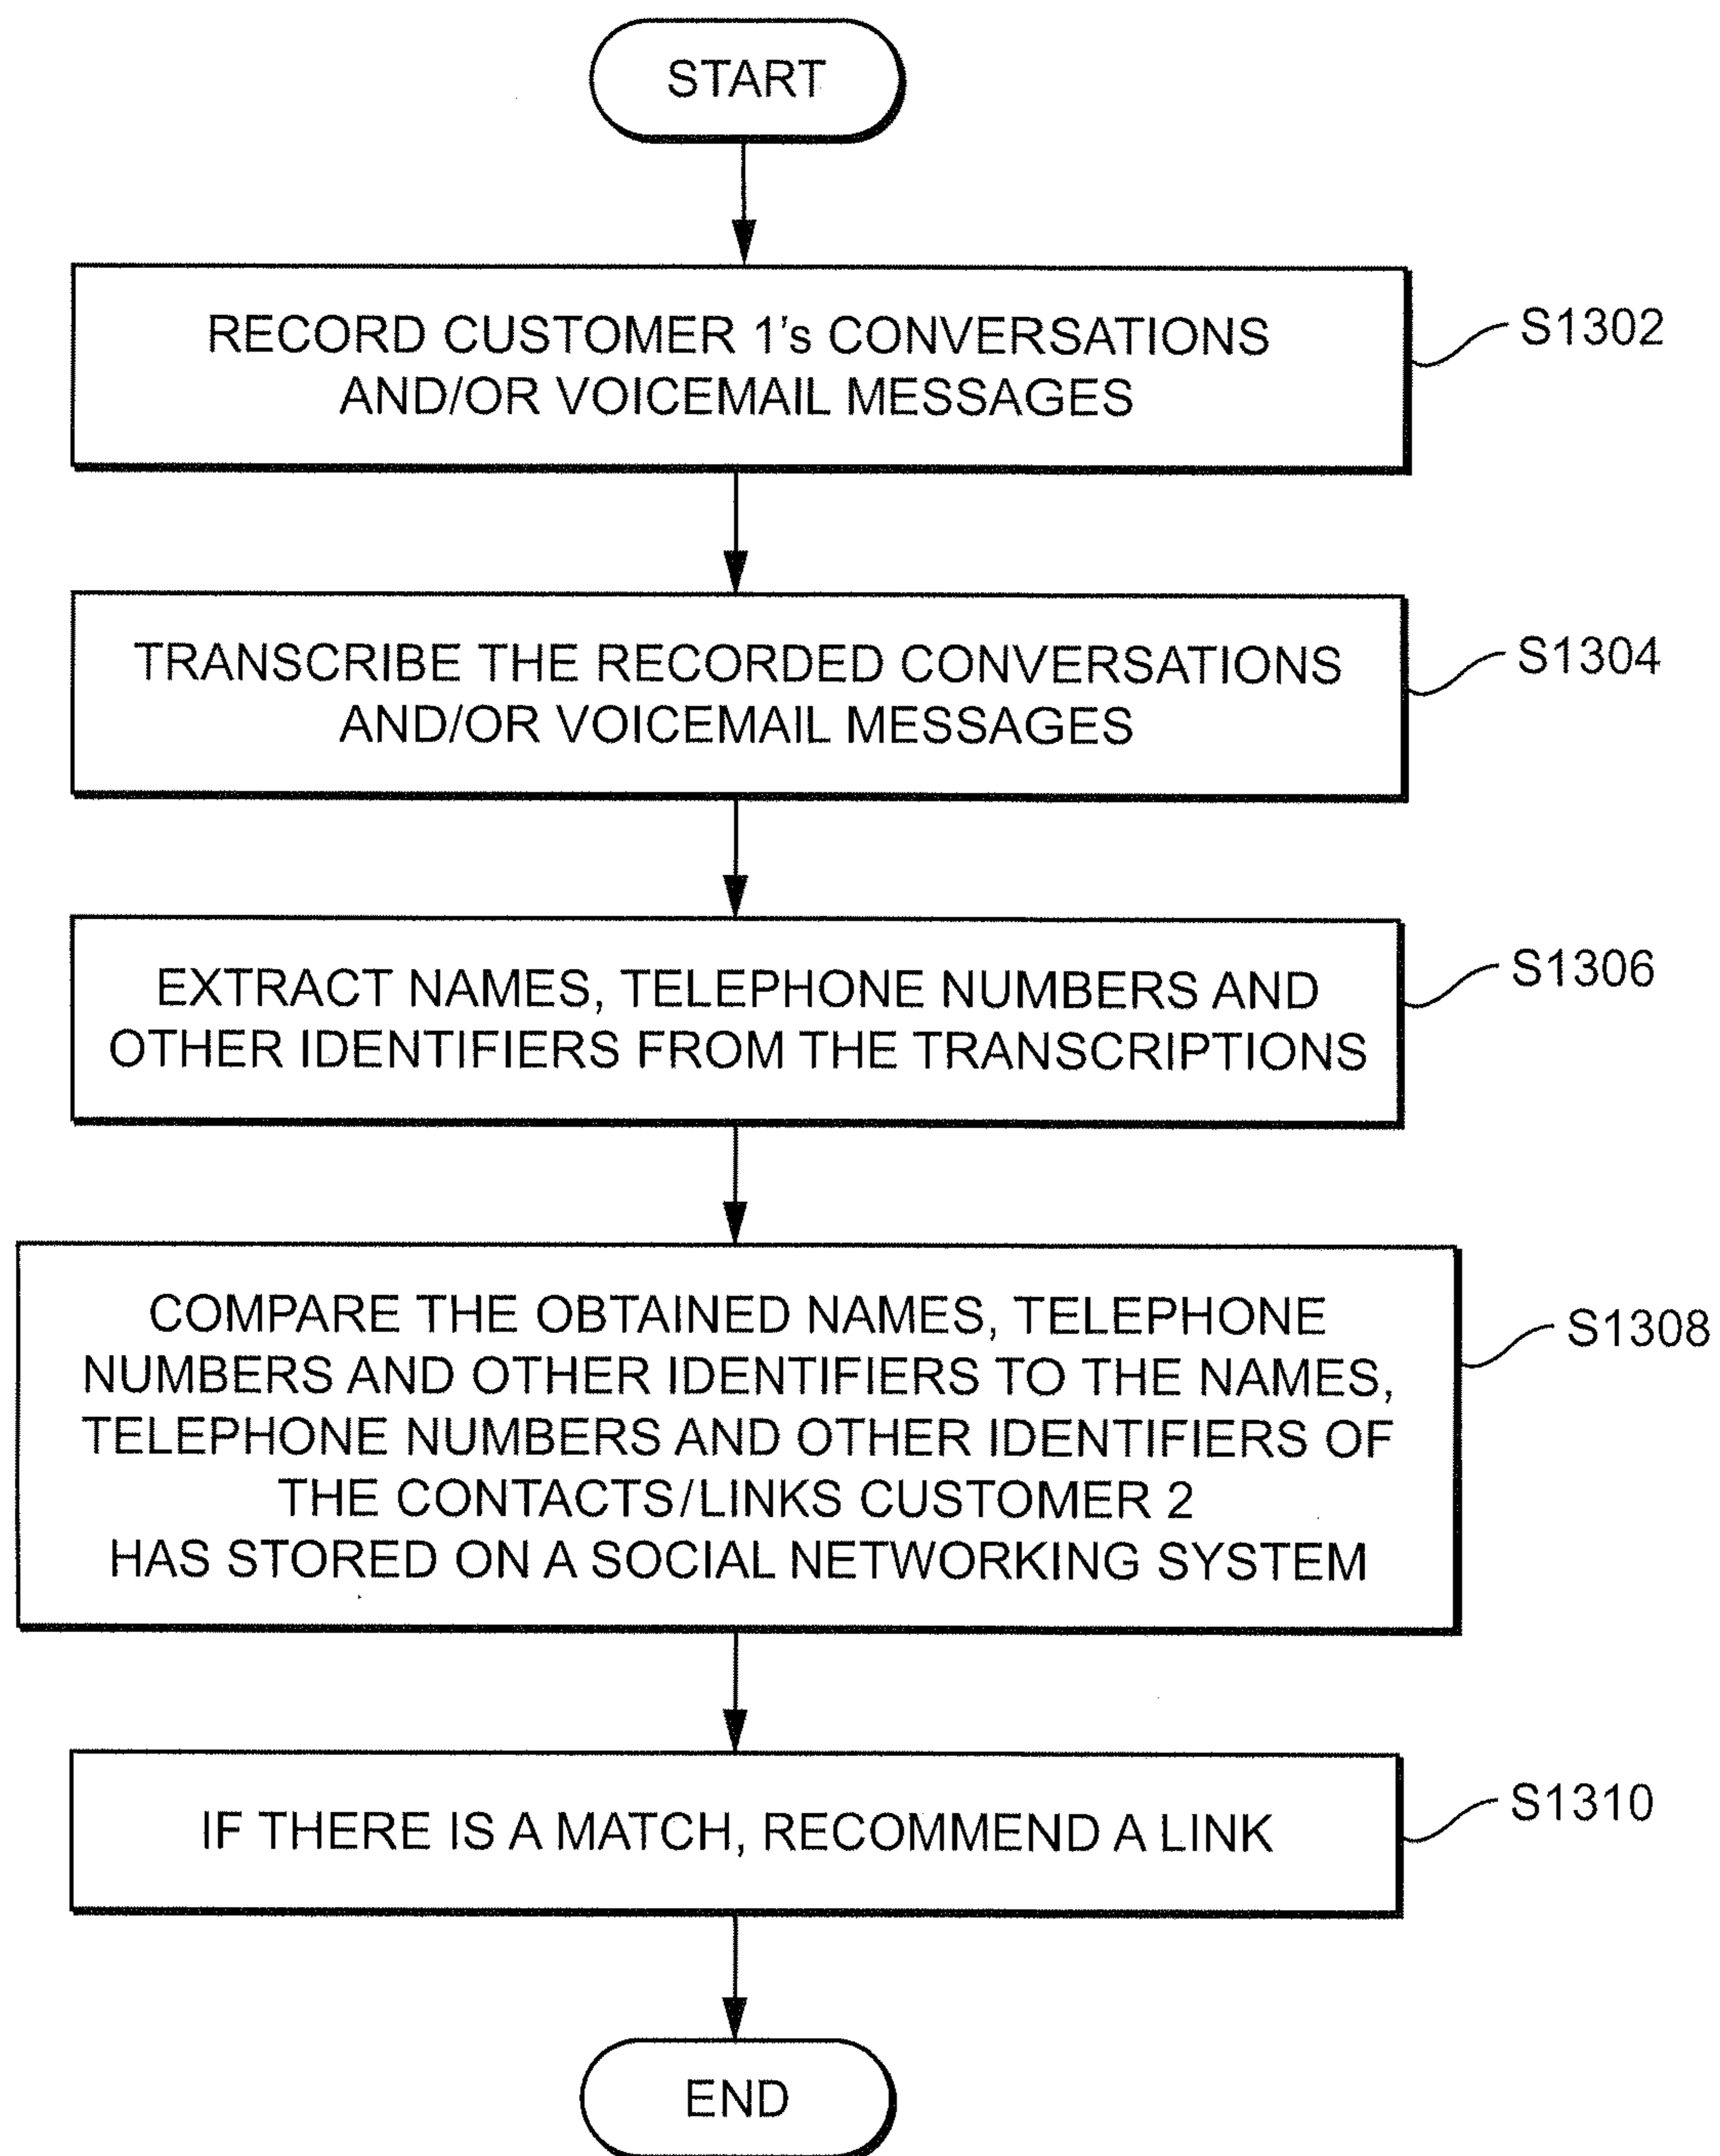 START
RECORD CUSTOMER 1's CONVERSATIONS
AND/OR VOICEMAIL MESSAGES
S1302
TRANSCRIBE THE RECORDED CONVERSATIONS
AND/OR VOICEMAIL MESSAGES
S1304
EXTRACT NAMES, TELEPHONE NUMBERS AND
OTHER IDENTIFIERS FROM THE TRANSCRIPTIONS
S1306
COMPARE THE OBTAINED NAMES, TELEPHONE
NUMBERS AND OTHER IDENTIFIERS TO THE NAMES,
TELEPHONE NUMBERS AND OTHER IDENTIFIERS OF
THE CONTACTS/LINKS CUSTOMER 2
HAS STORED ON A SOCIAL NETWORKING SYSTEM
S1308
IF THERE IS A MATCH, RECOMMEND A LINK
S1310
END